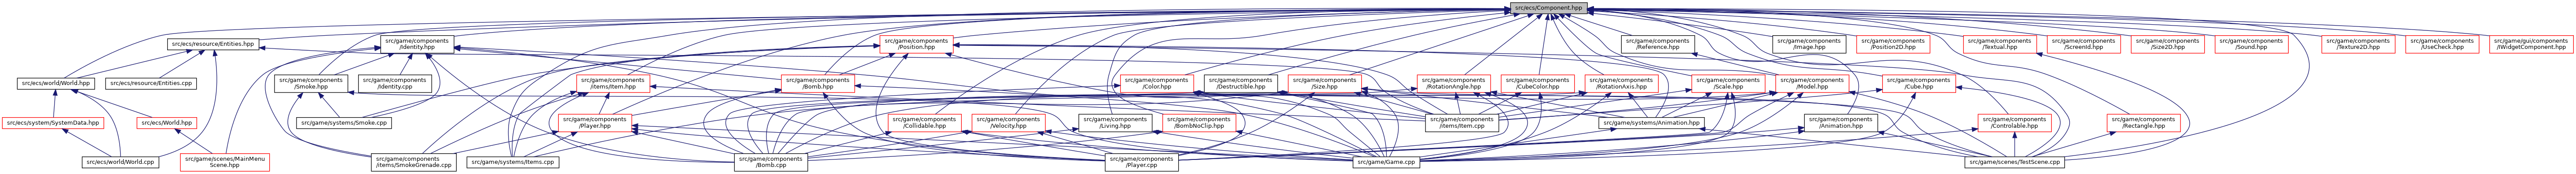 src/ecs/Component.hpp
src/ecs/resource/Entities.hpp
src/game/components
/Identity.hpp
src/game/components
/Position.hpp
src/game/components
/Reference.hpp
src/game/components
/Image.hpp
src/game/components
/Position2D.hpp
src/game/components
/Textual.hpp
src/game/components
/ScreenId.hpp
src/game/components
/Size2D.hpp
src/game/components
/Sound.hpp
src/game/components
/Texture2D.hpp
src/game/components
/UseCheck.hpp
src/game/gui/components
/IWidgetComponent.hpp
src/ecs/world/World.hpp
src/ecs/resource/Entities.cpp
src/game/components
/Smoke.hpp
src/game/components
/Identity.cpp
src/game/components
/items/Item.hpp
src/game/components
/Bomb.hpp
src/game/components
/Color.hpp
src/game/components
/Destructible.hpp
src/game/components
/Size.hpp
src/game/components
/RotationAngle.hpp
src/game/components
/CubeColor.hpp
src/game/components
/RotationAxis.hpp
src/game/components
/Scale.hpp
src/game/components
/Model.hpp
src/game/components
/Cube.hpp
src/ecs/system/SystemData.hpp
src/ecs/World.hpp
src/game/systems/Smoke.cpp
src/game/components
/Player.hpp
src/game/components
/Collidable.hpp
src/game/components
/Velocity.hpp
src/game/components
/Living.hpp
src/game/components
/BombNoClip.hpp
src/game/components
/items/Item.cpp
src/game/systems/Animation.hpp
src/game/components
/Animation.hpp
src/game/components
/Controlable.hpp
src/game/components
/Rectangle.hpp
src/ecs/world/World.cpp
src/game/scenes/MainMenu
Scene.hpp
src/game/components
/items/SmokeGrenade.cpp
src/game/systems/Items.cpp
src/game/components
/Bomb.cpp
src/game/components
/Player.cpp
src/game/Game.cpp
src/game/scenes/TestScene.cpp